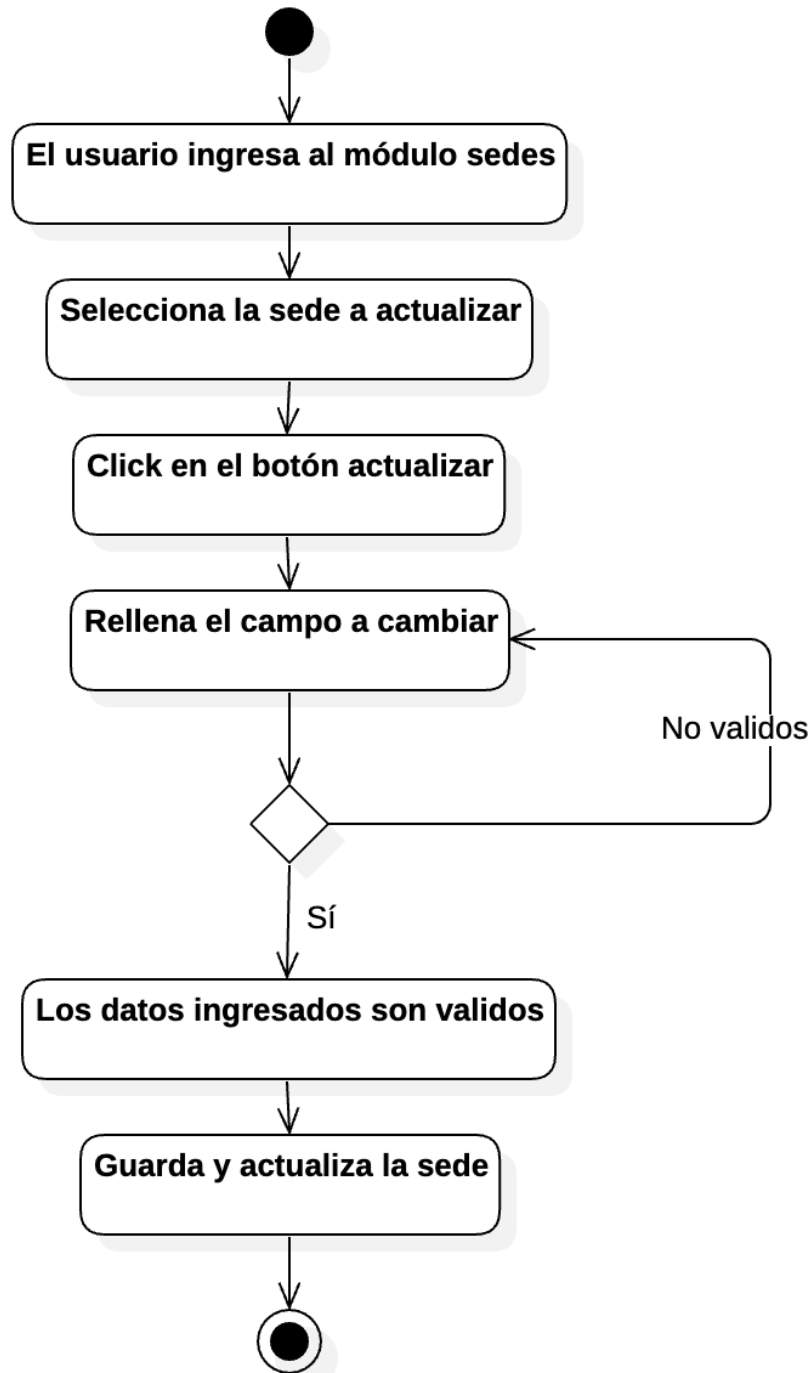 El usuario ingresa al módulo sedes
Selecciona la sede a actualizar
Click en el botón actualizar
Rellena el campo a cambiar
No validos
Sí
Los datos ingresados son validos
Guarda y actualiza la sede